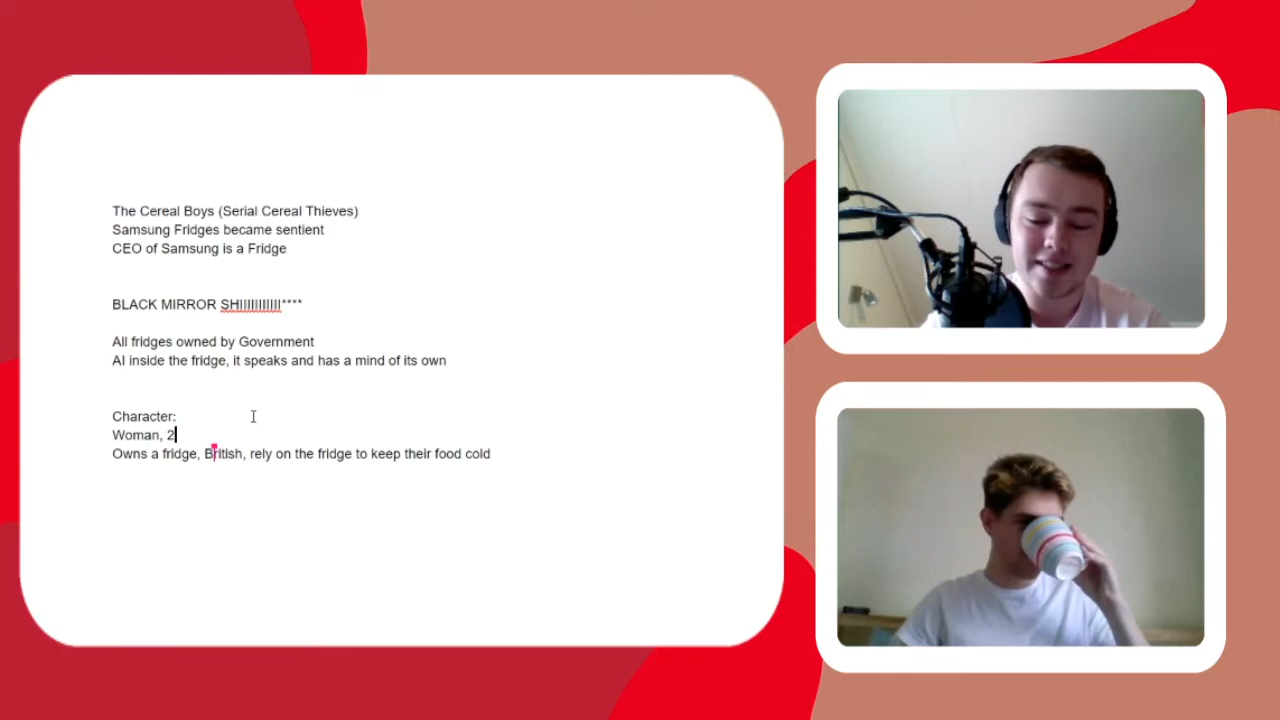 The Cereal Boys (Serial Cereal Thieves)
Samsung Fridges became sentient
CEO of Samsung is a Fridge
BLACK MIRROR SHIIIIIIIIIII****
All fridges owned by Government
AI inside the fridge, it speaks and has a mind of its own
Character:
Woman, 2
Owns a fridge, British, rely on the fridge to keep their food cold